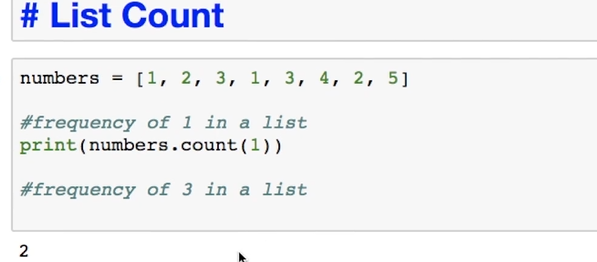 # List Count
numbers = [1, 2, 3, 1, 3, 4, 2, 5]
#frequency of 1 in a list
print(numbers.count(1))
#frequency of 3 in a list
2